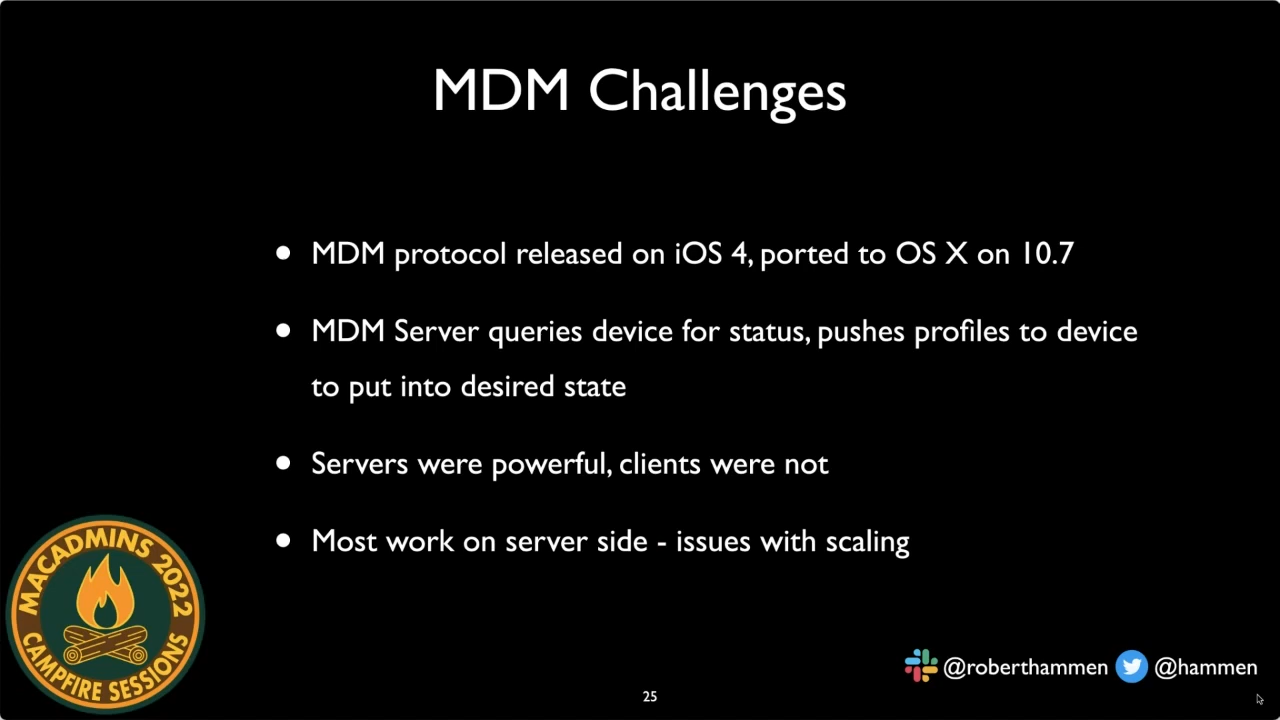 MDM Challenges
• MDM protocol released on iOS 4, ported to OS X on 10.7
• MDM Server queries device for status, pushes profiles to device
to put into desired state
• Servers were powerful, clients were not
• Most work on server side - issues with scaling
MACADMINS 2022
CAMPFIRE SESSIONS
@roberthammen @hammen
25